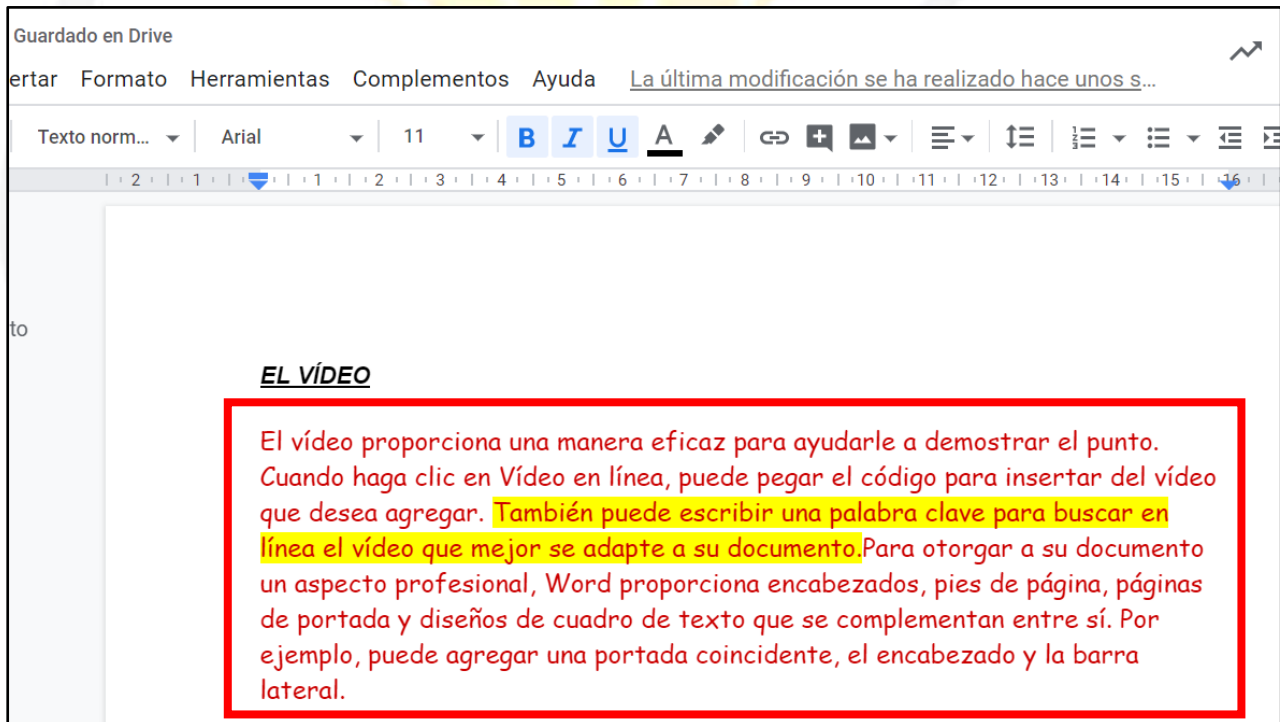 Guardado en Drive
ertar Formato Herramientas Complementos Ayuda La última modificación se ha realizado hace unos s…
Texto norm… Arial 11 B I U A
2 1 1 2 3 4 5 6 7 8 9 10 11 12 13 14 15 16
to
EL VÍDEO
El vídeo proporciona una manera eficaz para ayudarle a demostrar el punto.
Cuando haga clic en Vídeo en línea, puede pegar el código para insertar del vídeo
que desea agregar. También puede escribir una palabra clave para buscar en
línea el vídeo que mejor se adapte a su documento.Para otorgar a su documento
un aspecto profesional, Word proporciona encabezados, pies de página, páginas
de portada y diseños de cuadro de texto que se complementan entre sí. Por
ejemplo, puede agregar una portada coincidente, el encabezado y la barra
lateral.